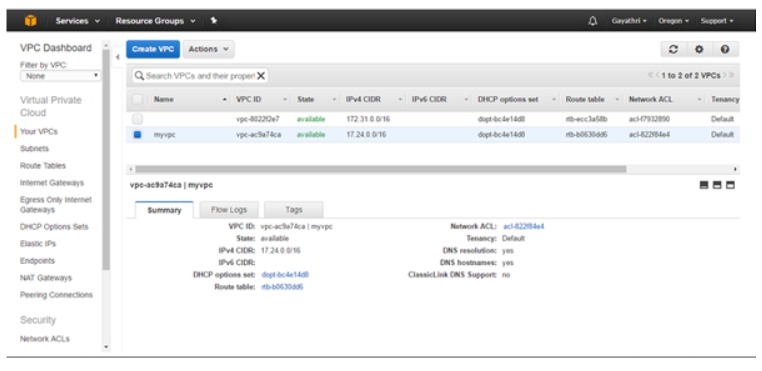 Services Resource Groups Gayathri Oregon Support
VPC Dashboard
Filter by VPC:
None
Virtual Private
Cloud
Your VPCs
Subnets
Route Tables
Internet Gateways
Egress Only Internet
Gateways
DHCP Options Sets
Elastic IPs
Endpoints
NAT Gateways
Peering Connections
Security
Network ACLs
Create VPC Actions
Search VPCs and their propert X 1 to 2 of 2 VPCs
Name VPC ID State IPv4 CIDR IPv6 CIDR DHCP options set Route table Network ACL Tenancy
vpc-8022f2e7 available 172.31.0.0/16 dopt-bc4e14d8 rtb-ecc3a58b acl-f7932890 Default
myvpc vpc-ac9a74ca available 17.24.0.0/16 dopt-bc4e14d8 rtb-b0630dd6 acl-822f84e4 Default
vpc-ac9a74ca | myvpc
Summary Flow Logs Tags
VPC ID: vpc-ac9a74ca | myvpc
State: available
IPv4 CIDR: 17.24.0.0/16
IPv6 CIDR:
DHCP options set: dopt-bc4e14d8
Route table: rtb-b0630dd6
Network ACL: acl-822f84e4
Tenancy: Default
DNS resolution: yes
DNS hostnames: yes
ClassicLink DNS Support: no